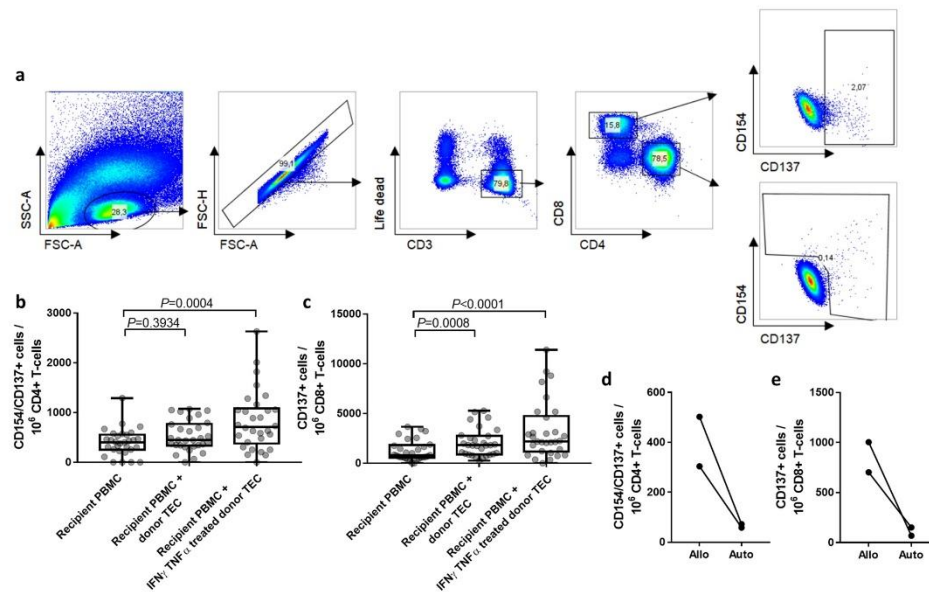 a
SSC-A
FSC-A
28,3
FSC-H
FSC-A
99,1
Life dead
CD3
79,8
CD8
CD4
15,8
78,5
CD154
CD137
2,07
CD154
CD137
0,14
b
CD154/CD137+ cells /
10⁶ CD4+ T-cells
3000
2000
1000
0
P=0.0004
P=0.3934
Recipient PBMC
Recipient PBMC +
donor TEC
Recipient PBMC +
IFNγ TNFα treated donor TEC
c
CD137+ cells /
10⁶ CD8+ T-cells
15000
10000
5000
0
P<0.0001
P=0.0008
Recipient PBMC
Recipient PBMC +
donor TEC
Recipient PBMC +
IFNγ TNFα treated donor TEC
d
CD154/CD137+ cells /
10⁶ CD4+ T-cells
600
400
200
0
Allo Auto
e
CD137+ cells /
10⁶ CD8+ T-cells
1500
1000
500
0
Allo Auto